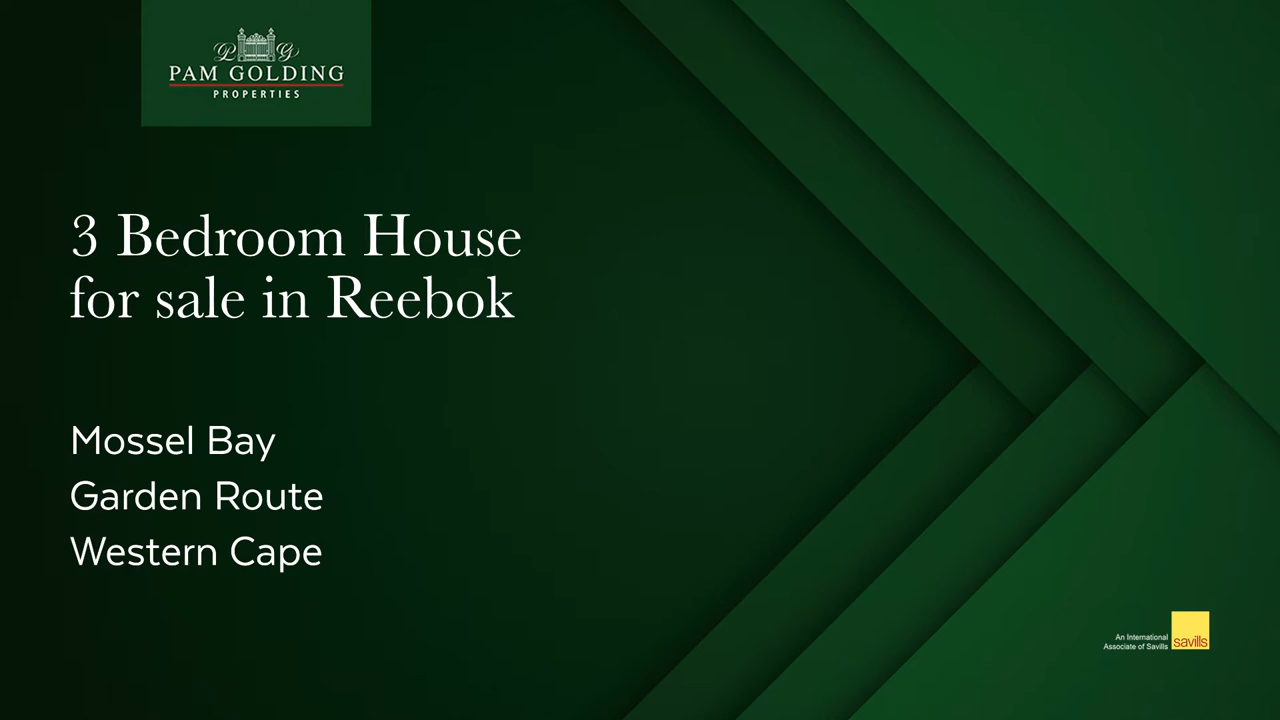 P G
PAM GOLDING
PROPERTIES
3 Bedroom House
for sale in Reebok
Mossel Bay
Garden Route
Western Cape
An International
Associate of Savills
savills